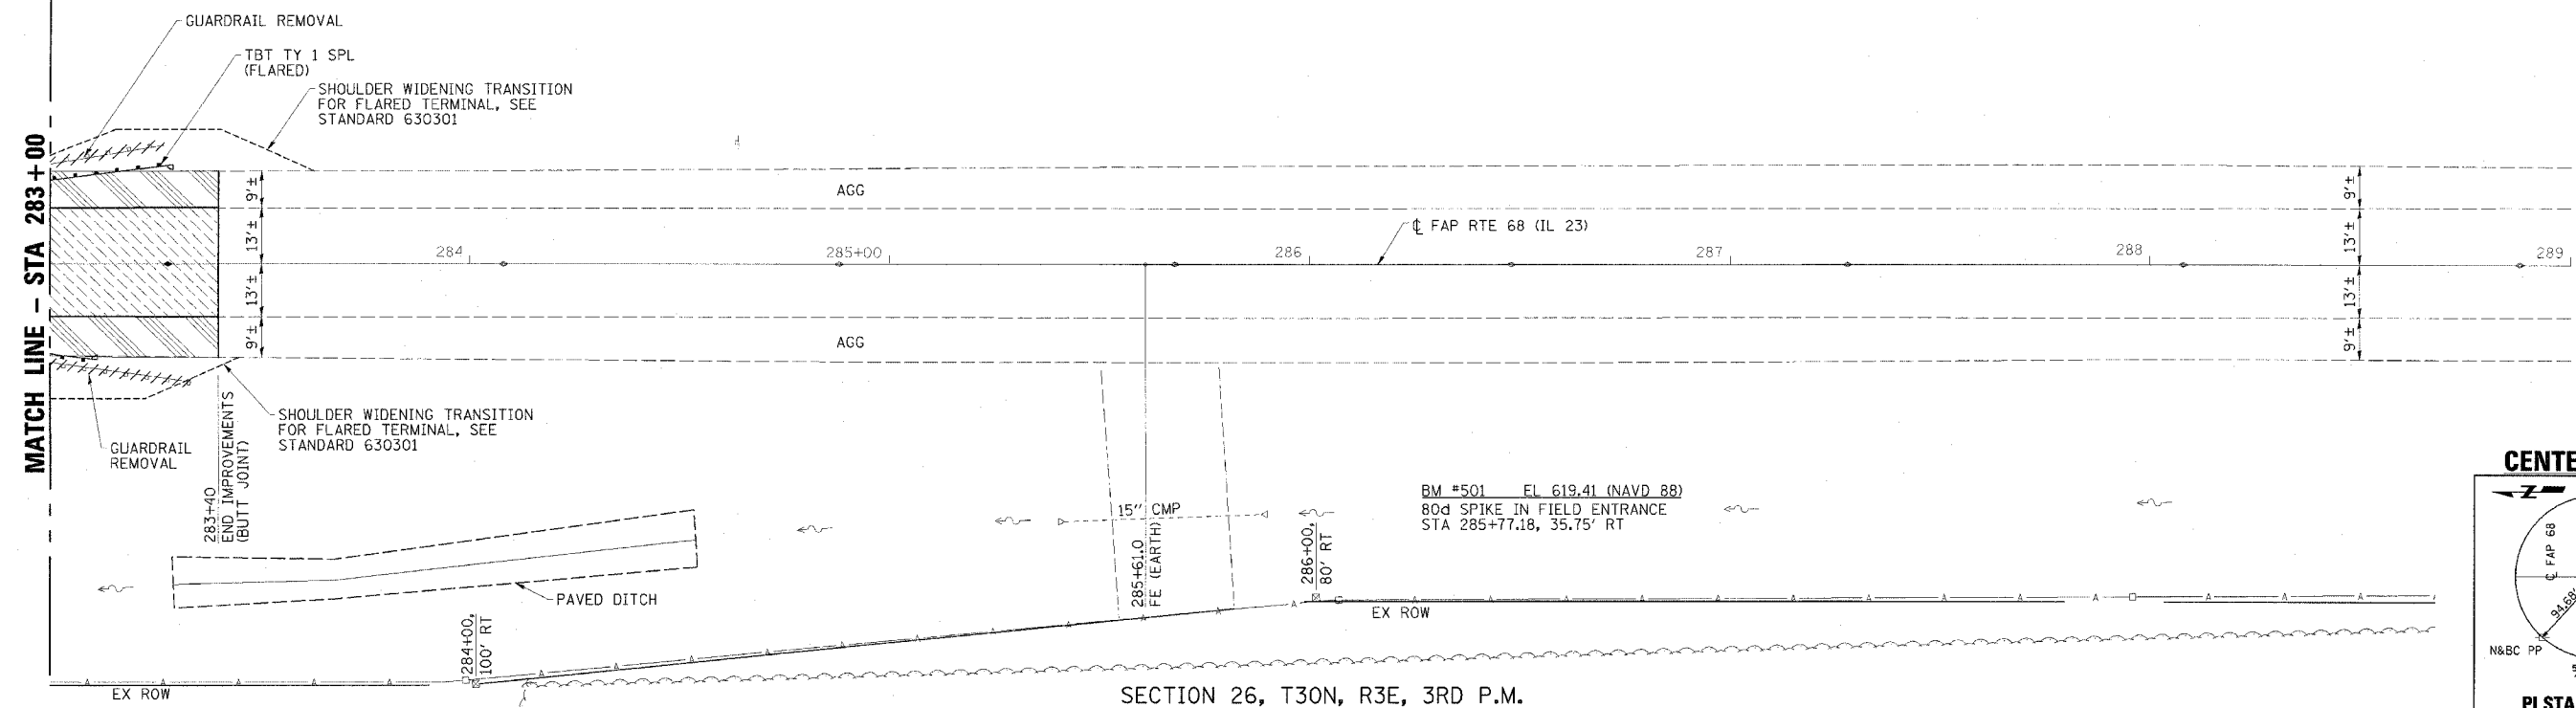 GUARDRAIL REMOVAL
TBT TY 1 SPL
(FLARED)
SHOULDER WIDENING TRANSITION
FOR FLARED TERMINAL, SEE
STANDARD 630301
MATCH LINE - STA 283+00
9'±
13'±
13'±
9'±
AGG
AGG
284
285+00
286
℄ FAP RTE 68 (IL 23)
287
288
289
9'±
13'±
13'±
9'±
SHOULDER WIDENING TRANSITION
FOR FLARED TERMINAL, SEE
STANDARD 630301
GUARDRAIL
REMOVAL
283+40
END IMPROVEMENTS
(BUTT JOINT)
PAVED DITCH
15" CMP
285+61.0
FE (EARTH)
286+00,
80' RT
BM #501 EL 619.41 (NAVD 88)
80d SPIKE IN FIELD ENTRANCE
STA 285+77.18, 35.75' RT
EX ROW
284+00,
100' RT
EX ROW
SECTION 26, T30N, R3E, 3RD P.M.
CENTE
Z
℄ FAP 68
94.68'
N&BC PP
PI STA